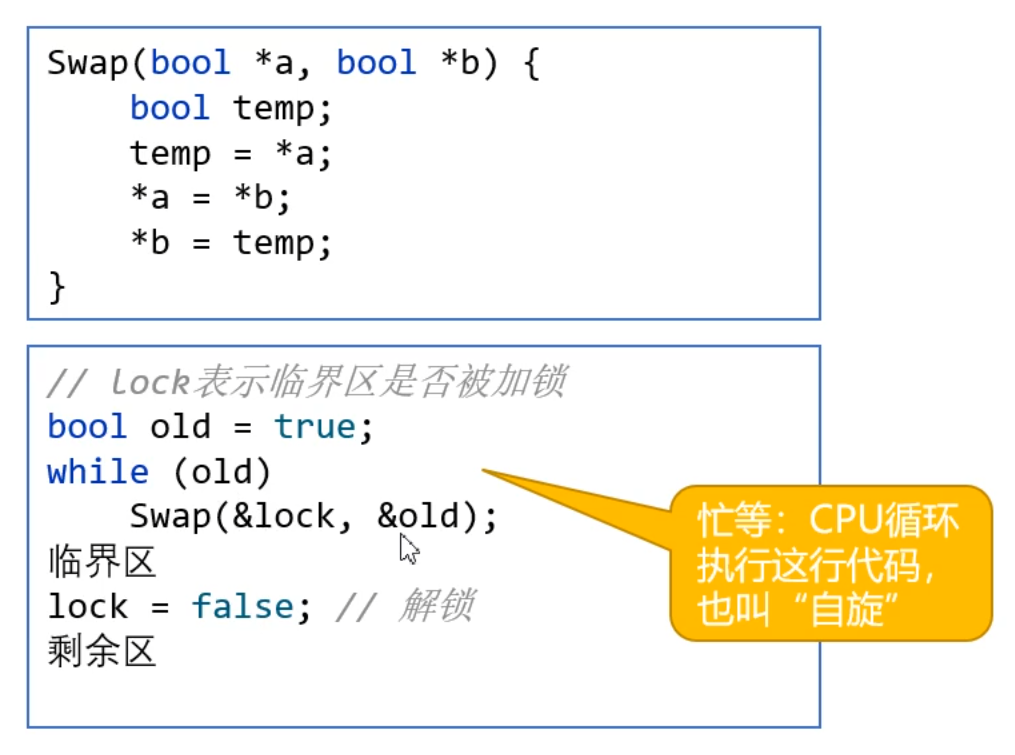 Swap(bool *a, bool *b) {
    bool temp;
    temp = *a;
    *a = *b;
    *b = temp;
}
// lock表示临界区是否被加锁
bool old = true;
while (old)
    Swap(&lock, &old);
临界区
lock = false; // 解锁
剩余区
忙等：CPU循环
执行这行代码，
也叫“自旋”